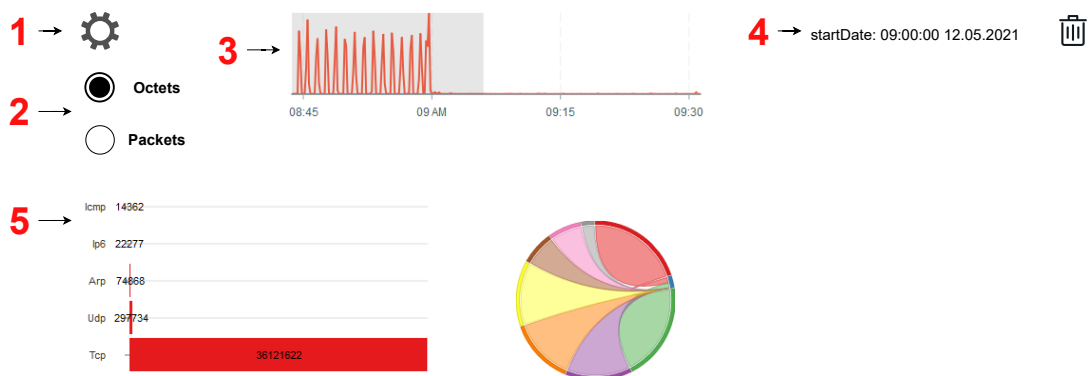 1
2
Octets
Packets
3
08:45
09 AM
09:15
09:30
4
startDate: 09:00:00 12.05.2021
5
Icmp 14362
Ip6 22277
Arp 74868
Udp 297734
Tcp 36121622